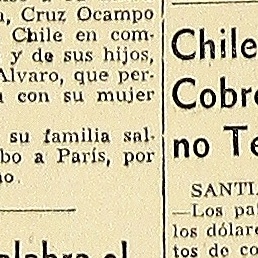 Cruz Ocampo
Chile en com-
y de sus hijos,
Alvaro, que per-
con su mujer
su familia sal-
bo a París, por
Chile
Cobre
no Te
SANTI
—Los pa
los dólare
tos de co